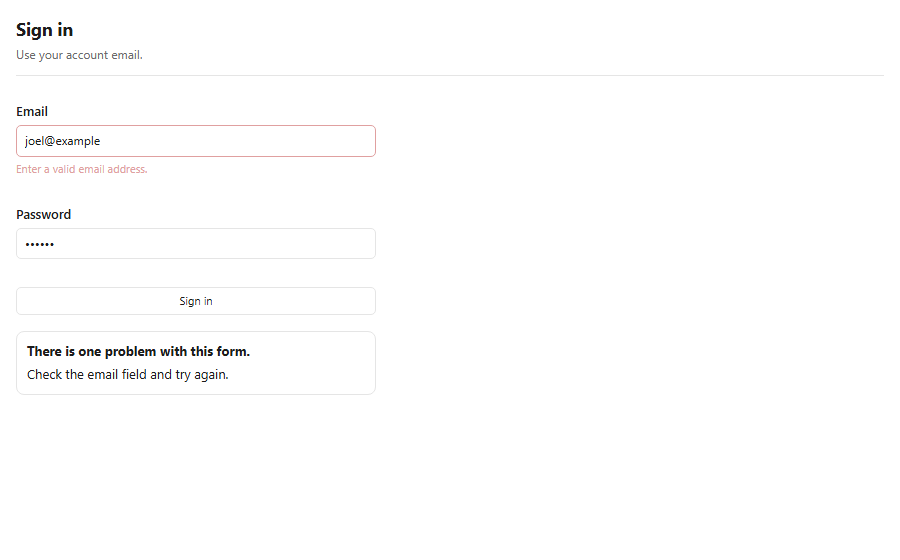 Sign in
Use your account email.
Email
joel@example
Enter a valid email address.
Password
••••••
Sign in
There is one problem with this form.
Check the email field and try again.